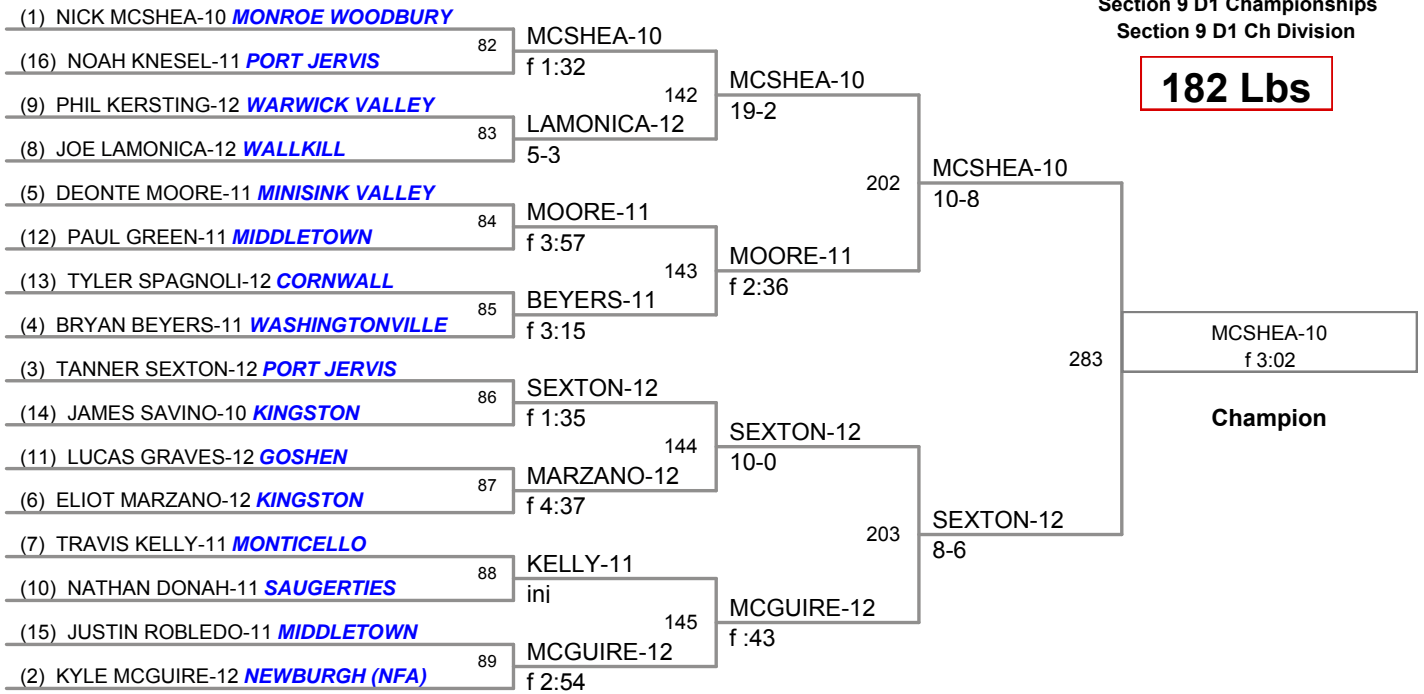 Section 9 D1 Championships
Section 9 D1 Ch Division
182 Lbs
(1) NICK MCSHEA-10 MONROE WOODBURY
(16) NOAH KNESEL-11 PORT JERVIS
(9) PHIL KERSTING-12 WARWICK VALLEY
(8) JOE LAMONICA-12 WALLKILL
(5) DEONTE MOORE-11 MINISINK VALLEY
(12) PAUL GREEN-11 MIDDLETOWN
(13) TYLER SPAGNOLI-12 CORNWALL
(4) BRYAN BEYERS-11 WASHINGTONVILLE
(3) TANNER SEXTON-12 PORT JERVIS
(14) JAMES SAVINO-10 KINGSTON
(11) LUCAS GRAVES-12 GOSHEN
(6) ELIOT MARZANO-12 KINGSTON
(7) TRAVIS KELLY-11 MONTICELLO
(10) NATHAN DONAH-11 SAUGERTIES
(15) JUSTIN ROBLEDO-11 MIDDLETOWN
(2) KYLE MCGUIRE-12 NEWBURGH (NFA)
82
MCSHEA-10
f 1:32
83
LAMONICA-12
5-3
84
MOORE-11
f 3:57
85
BEYERS-11
f 3:15
86
SEXTON-12
f 1:35
87
MARZANO-12
f 4:37
88
KELLY-11
ini
89
MCGUIRE-12
f 2:54
142
MCSHEA-10
19-2
143
MOORE-11
f 2:36
144
SEXTON-12
10-0
145
MCGUIRE-12
f :43
202
MCSHEA-10
10-8
203
SEXTON-12
8-6
283
MCSHEA-10
f 3:02
Champion